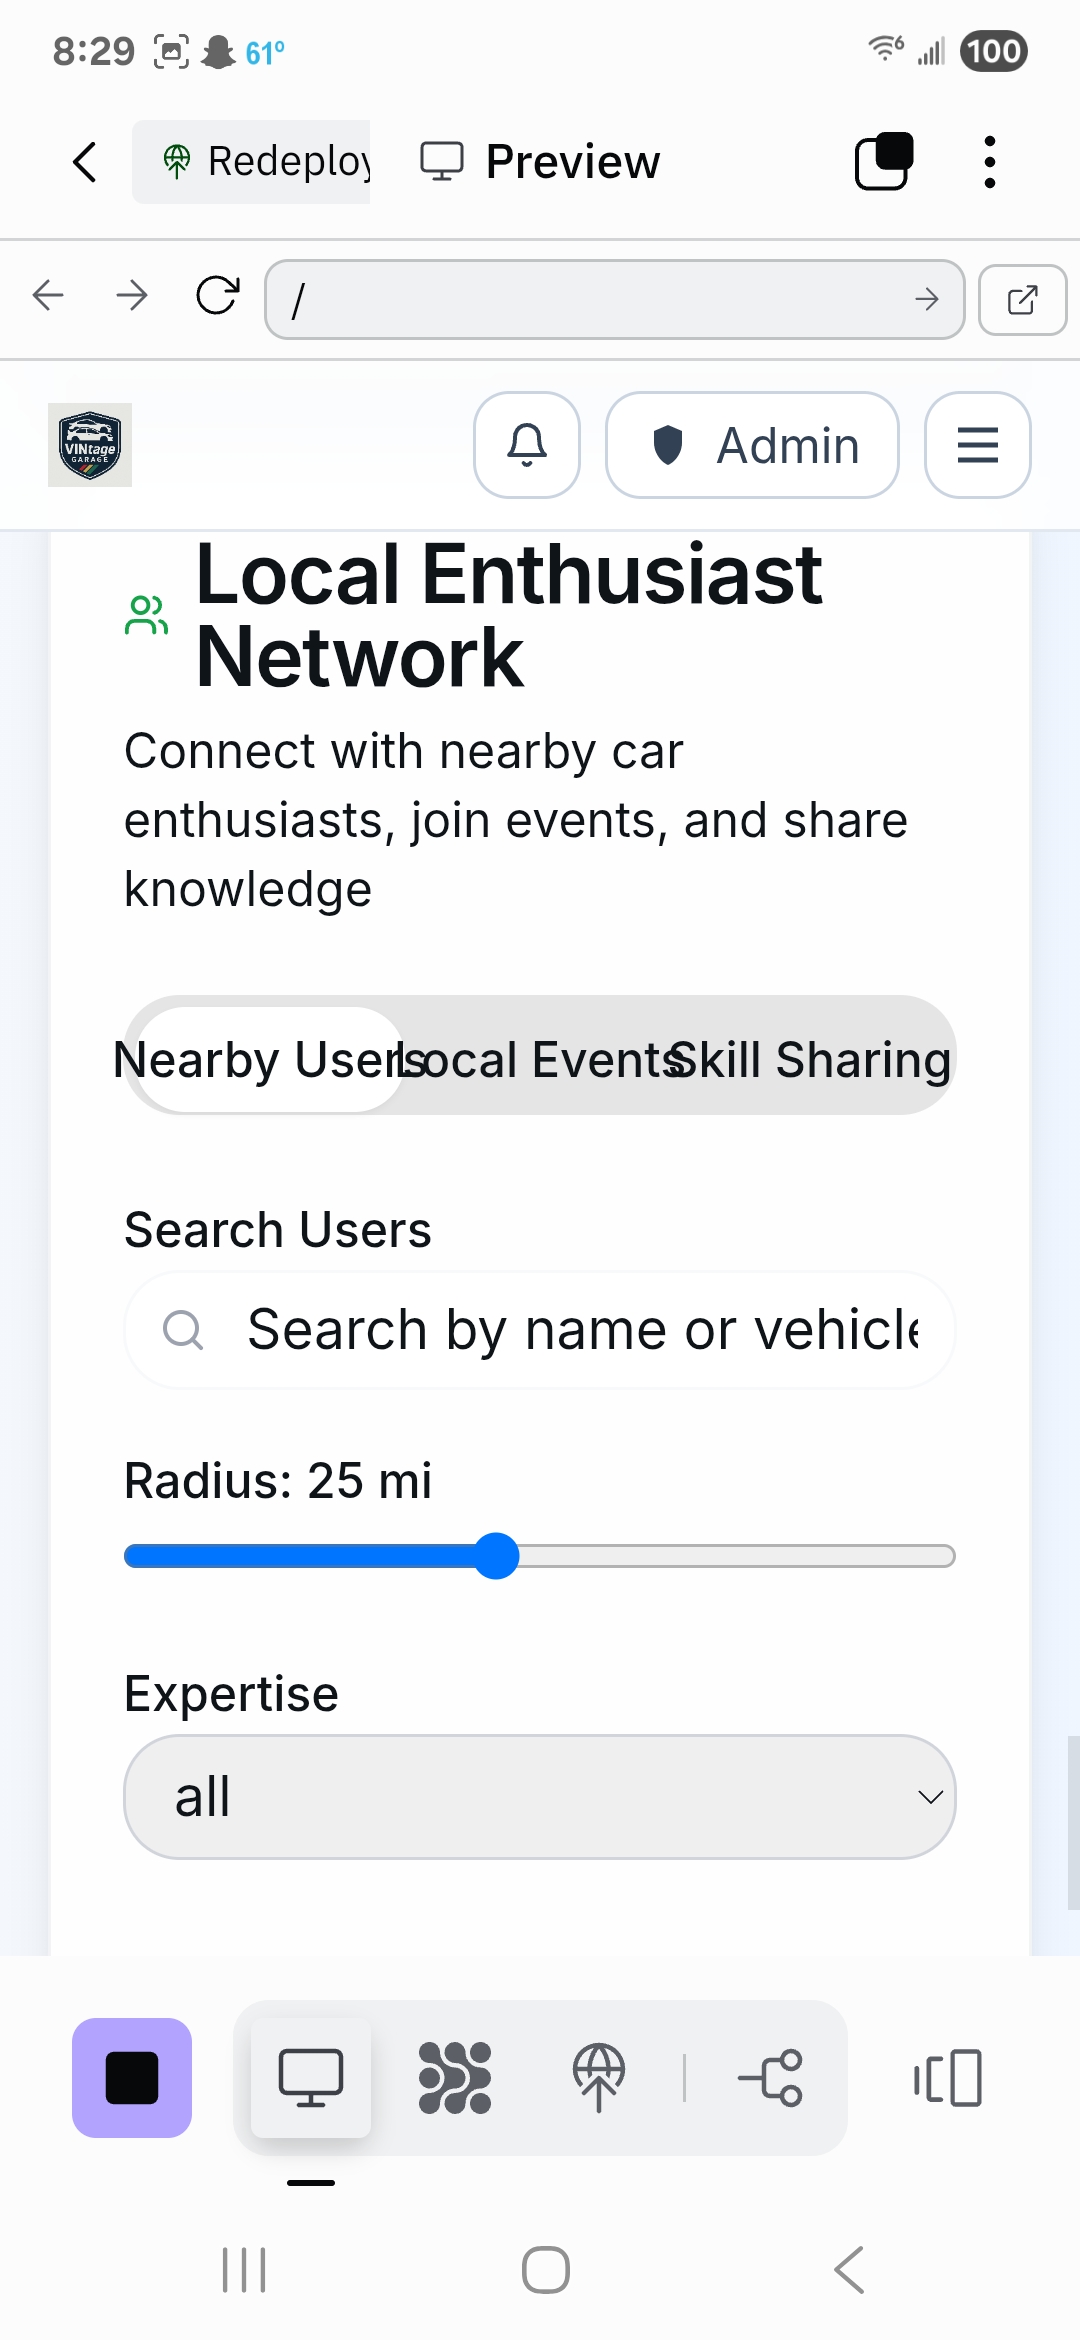 8:29 61° 6 100
Redeploy Preview
/
VINtage
GARAGE
Admin
Local Enthusiast
Network
Connect with nearby car
enthusiasts, join events, and share
knowledge
Nearby Users Local Events Skill Sharing
Search Users
Search by name or vehicle
Radius: 25 mi
Expertise
all